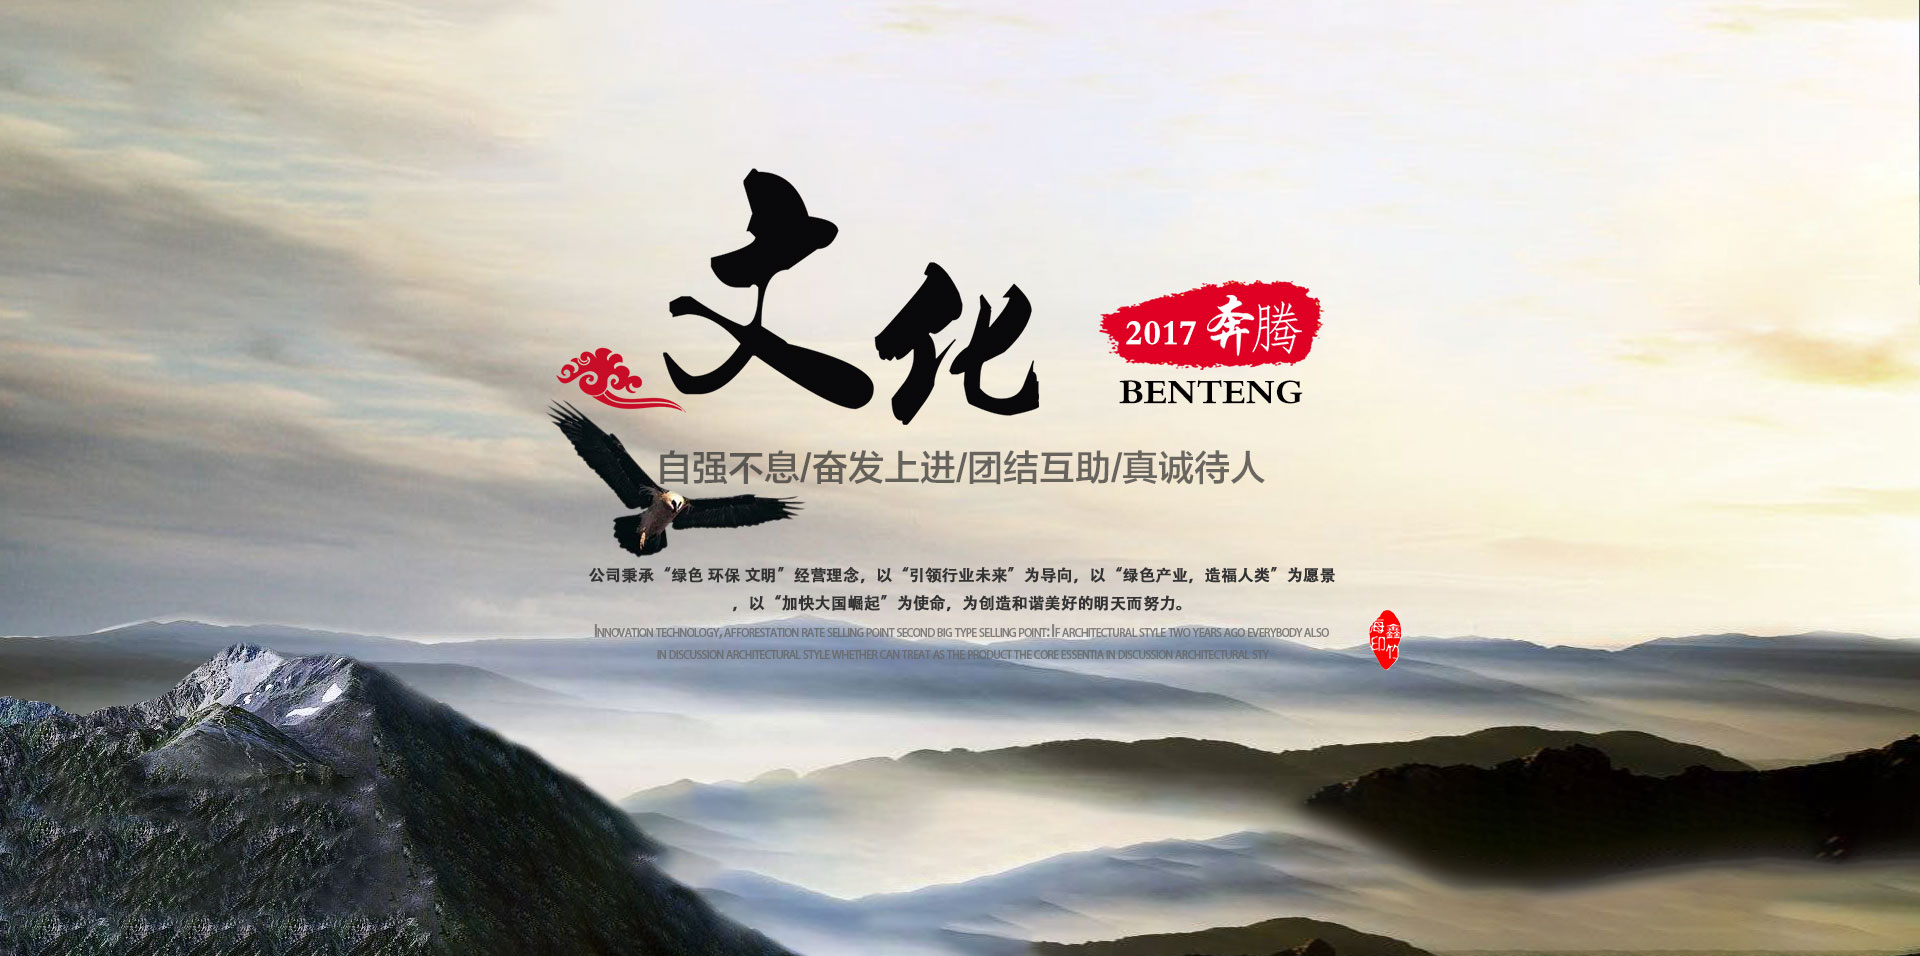 文化
2017 奔腾
BENTENG
自强不息/奋发上进/团结互助/真诚待人
公司秉承“绿色 环保 文明”经营理念，以“引领行业未来”为导向，以“绿色产业，造福人类”为愿景
，以“加快大国崛起”为使命，为创造和谐美好的明天而努力。
INNOVATION TECHNOLOGY, AFFORESTATION RATE SELLING POINT SECOND BIG TYPE SELLING POINT: IF ARCHITECTURAL STYLE TWO YEARS AGO EVERYBODY ALSO
IN DISCUSSION ARCHITECTURAL STYLE WHETHER CAN TREAT AS THE PRODUCT THE CORE ESSENTIA IN DISCUSSION ARCHITECTURAL STY
鑫竹
海印